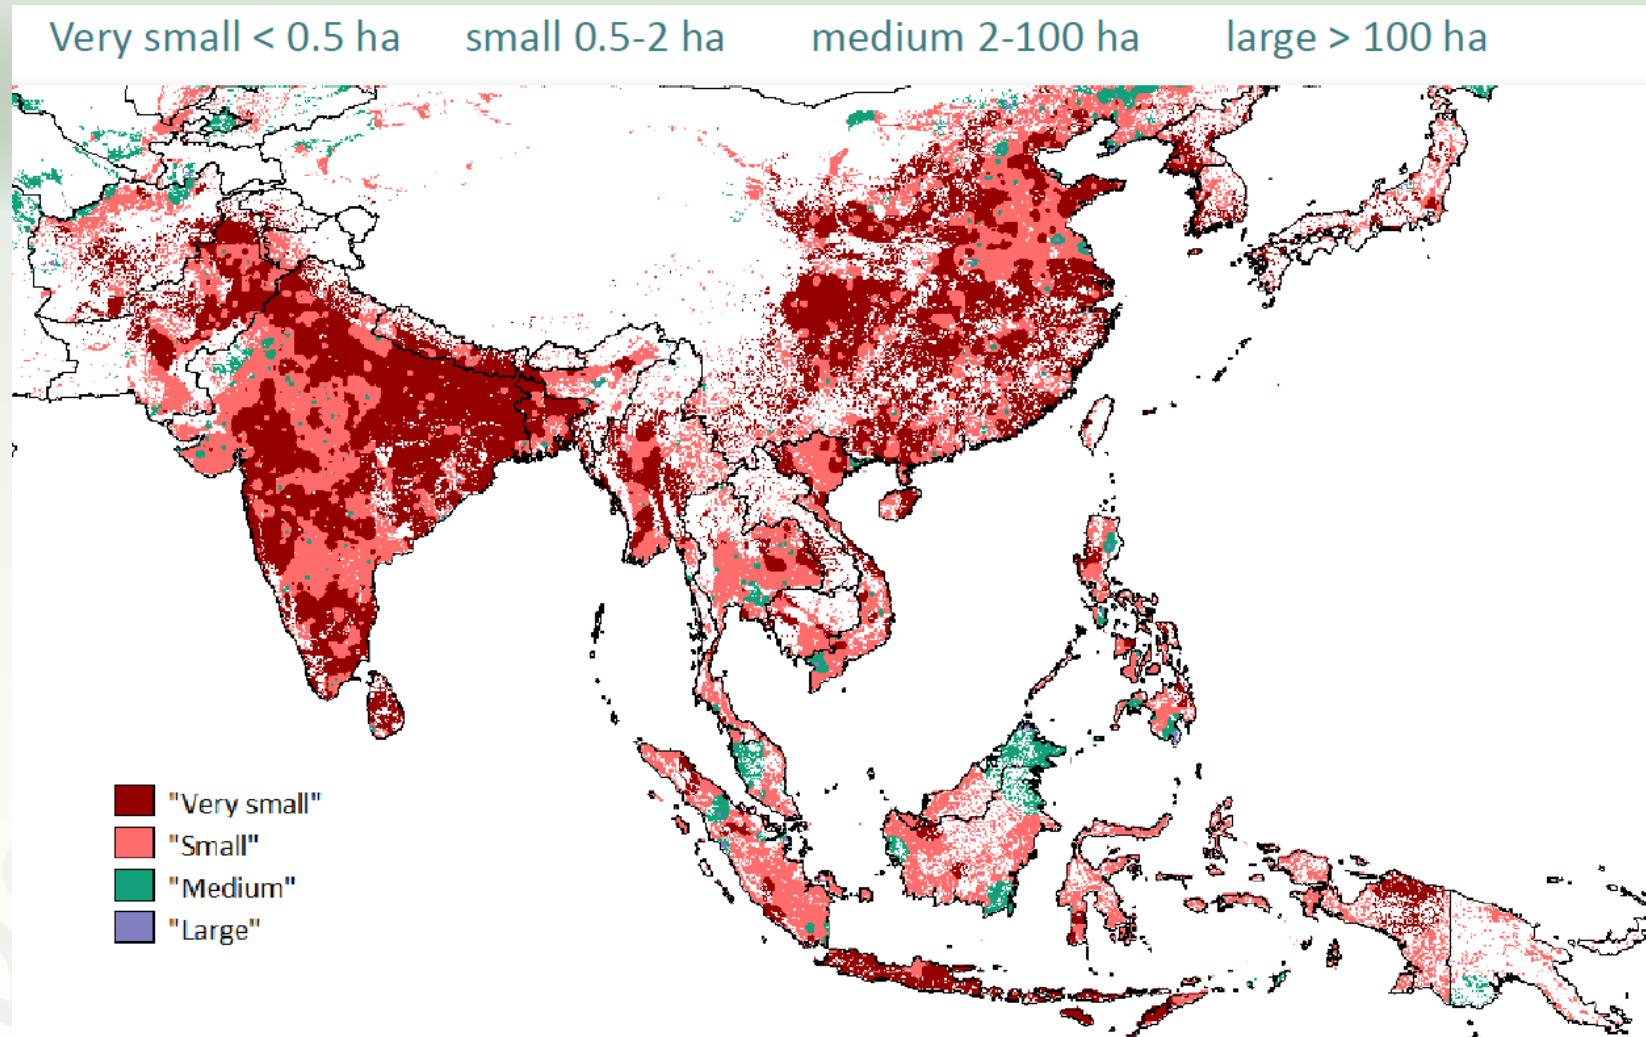 Very small < 0.5 ha small 0.5-2 ha medium 2-100 ha large > 100 ha
"Very small"
"Small"
"Medium"
"Large"